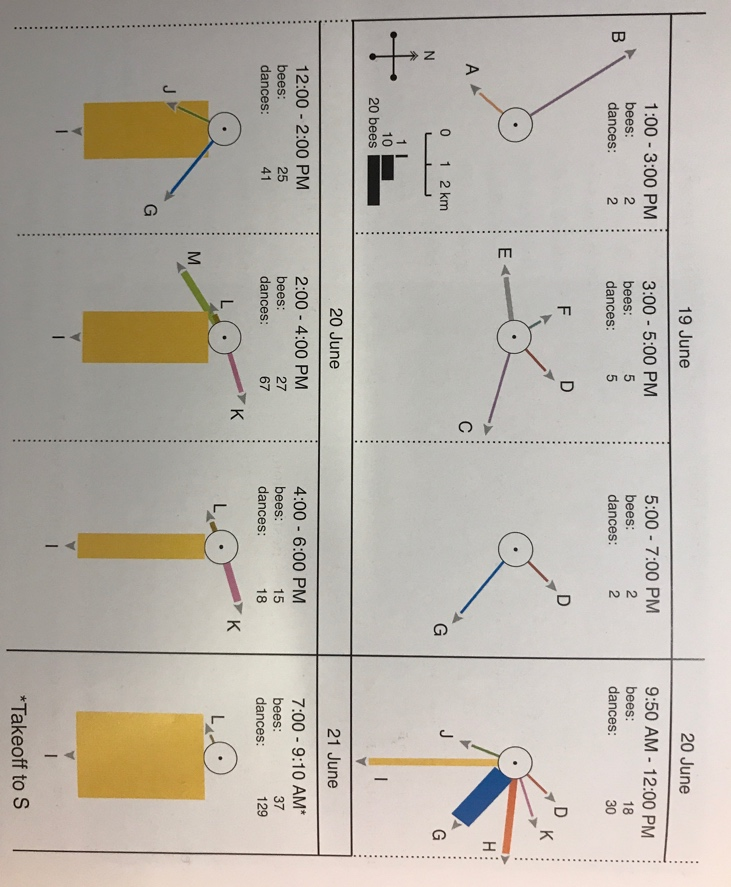 19 June
20 June
1:00 - 3:00 PM
bees: 2
dances: 2
B
A
N
0 1 2 km
1
10
20 bees
3:00 - 5:00 PM
bees: 5
dances: 5
F
D
E
C
5:00 - 7:00 PM
bees: 2
dances: 2
D
G
9:50 AM - 12:00 PM
bees: 18
dances: 30
D
K
H
J
G
I
20 June
21 June
12:00 - 2:00 PM
bees: 25
dances: 41
J
G
I
2:00 - 4:00 PM
bees: 27
dances: 67
K
L
M
I
4:00 - 6:00 PM
bees: 15
dances: 18
K
L
I
7:00 - 9:10 AM*
bees: 37
dances: 129
L
I
*Takeoff to S